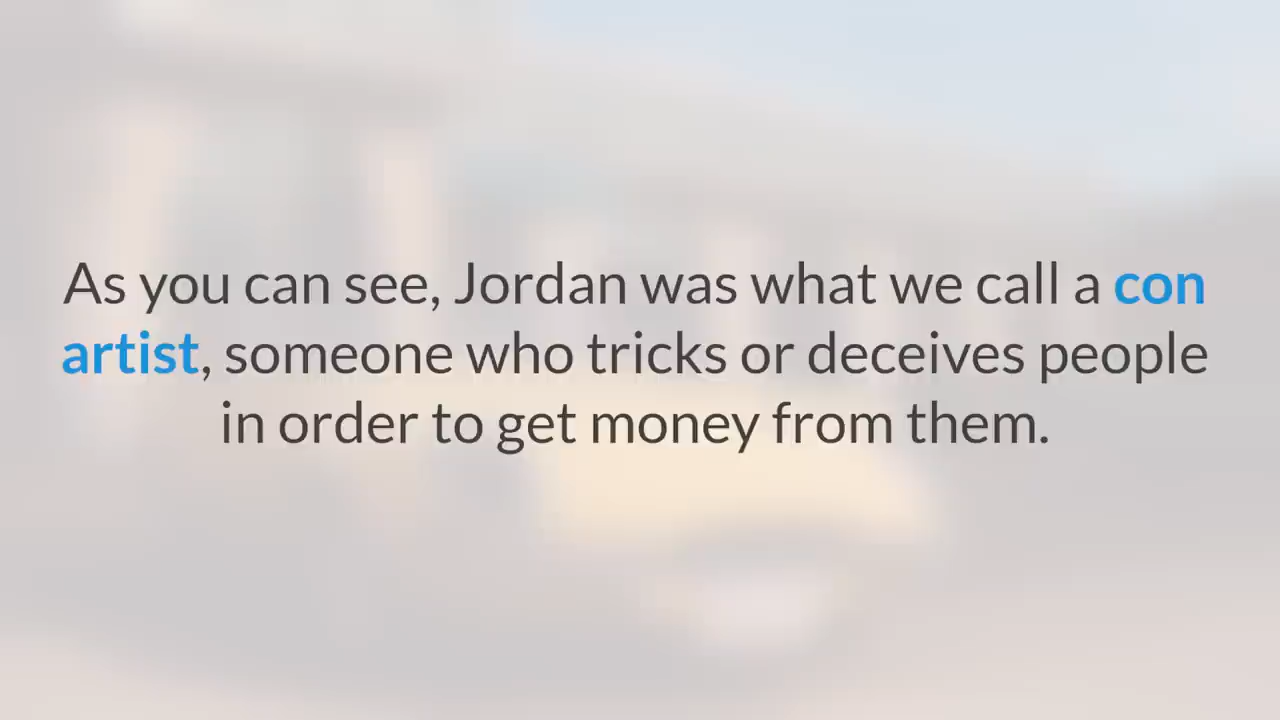 As you can see, Jordan was what we call a con
artist, someone who tricks or deceives people
in order to get money from them.